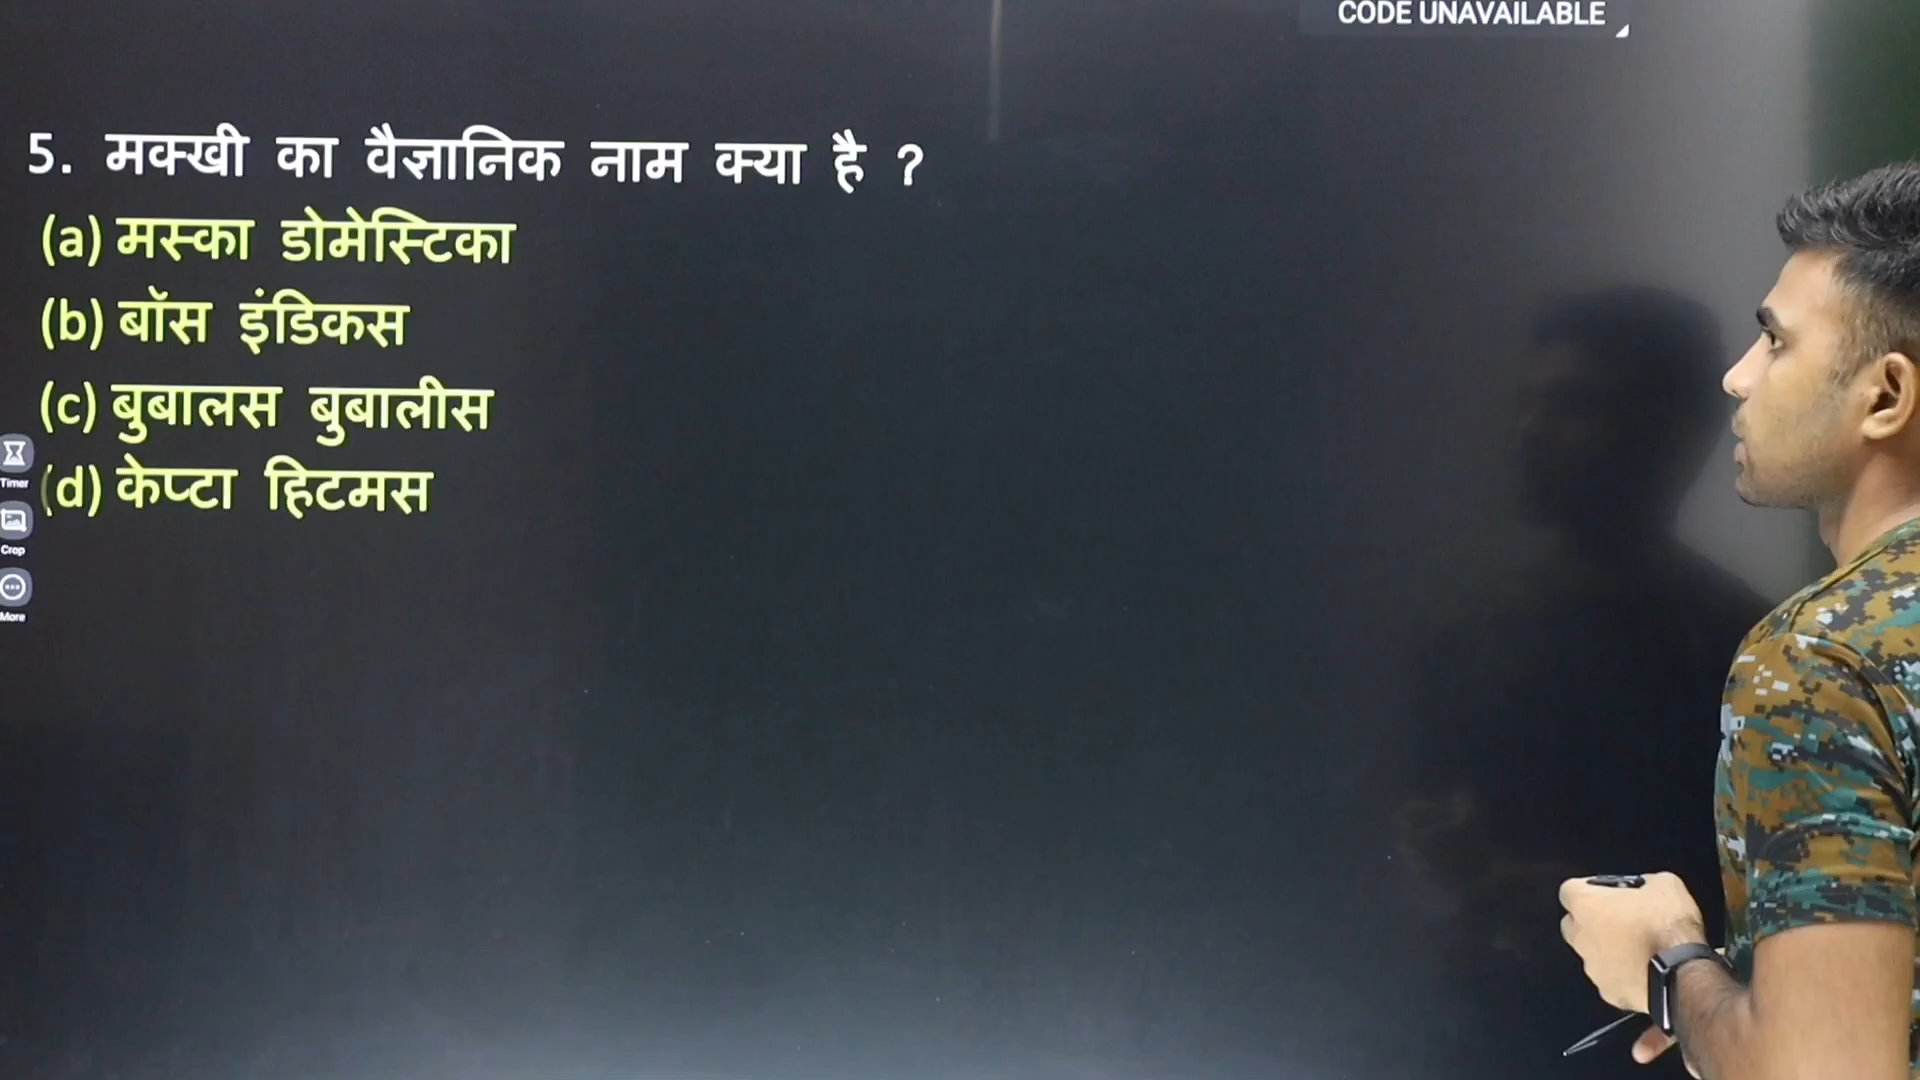 CODE UNAVAILABLE
5. मक्खी का वैज्ञानिक नाम क्या है ?
(a) मस्का डोमेस्टिका
(b) बॉस इंडिकस
(c) बुबालस बुबालीस
(d) केप्टा हिटमस
Timer
Crop
More